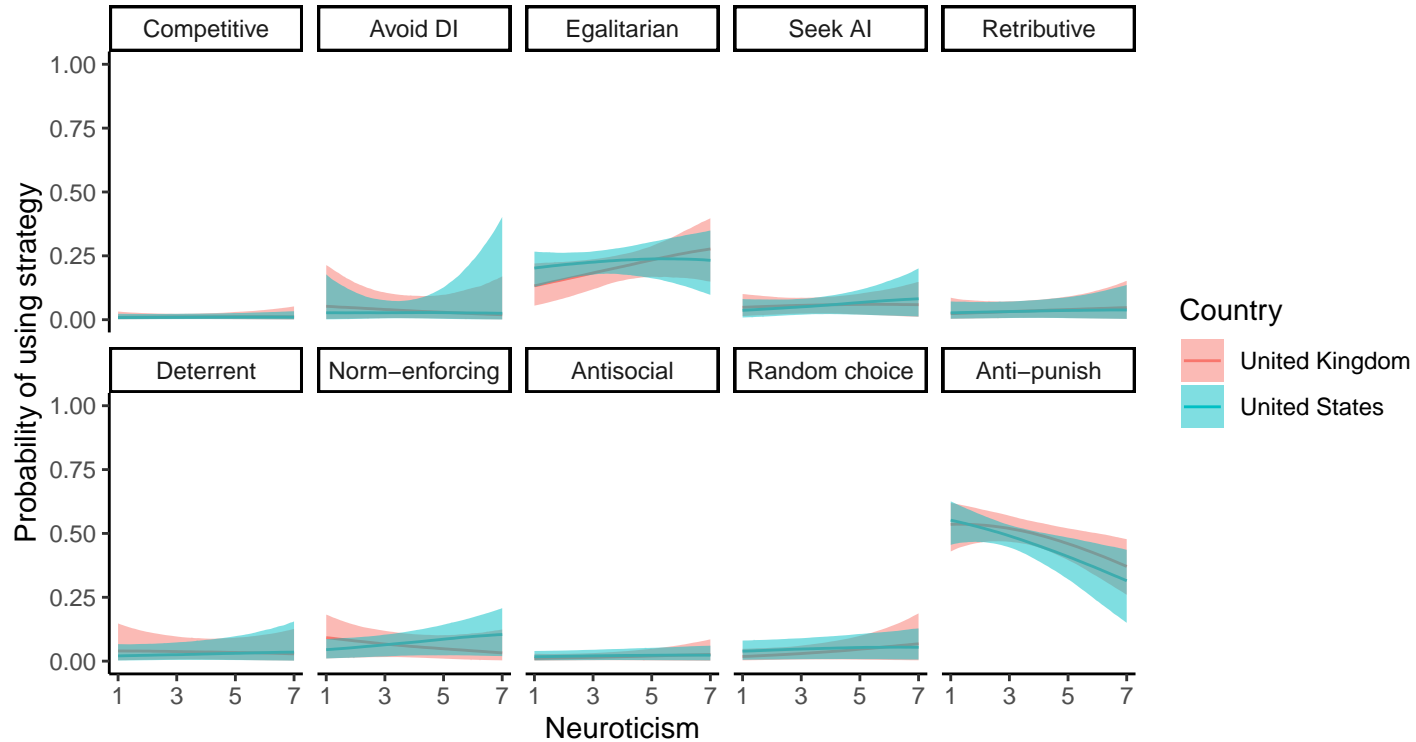 Competitive
Avoid DI
Egalitarian
Seek AI
Retributive
1.00
0.75
0.50
0.25
0.00
Deterrent
Norm−enforcing
Antisocial
Random choice
Anti−punish
1.00
0.75
0.50
0.25
0.00
1 3 5 7
1 3 5 7
1 3 5 7
1 3 5 7
1 3 5 7
Neuroticism
Probability of using strategy
Country
United Kingdom
United States